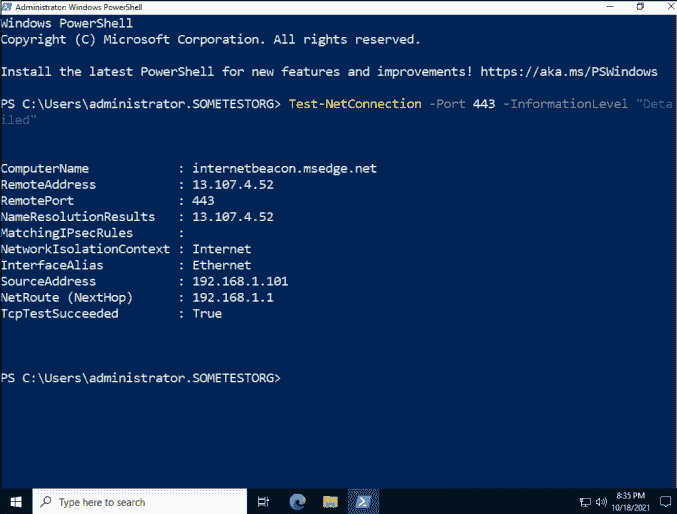 Administrator: Windows PowerShell
Windows PowerShell
Copyright (C) Microsoft Corporation. All rights reserved.
Install the latest PowerShell for new features and improvements! https://aka.ms/PSWindows
PS C:\Users\administrator.SOMETESTORG> Test-NetConnection -Port 443 -InformationLevel "Deta
iled"
ComputerName : internetbeacon.msedge.net
RemoteAddress : 13.107.4.52
RemotePort : 443
NameResolutionResults : 13.107.4.52
MatchingIPsecRules :
NetworkIsolationContext : Internet
InterfaceAlias : Ethernet
SourceAddress : 192.168.1.101
NetRoute (NextHop) : 192.168.1.1
TcpTestSucceeded : True
PS C:\Users\administrator.SOMETESTORG>
Type here to search
8:35 PM
10/18/2021